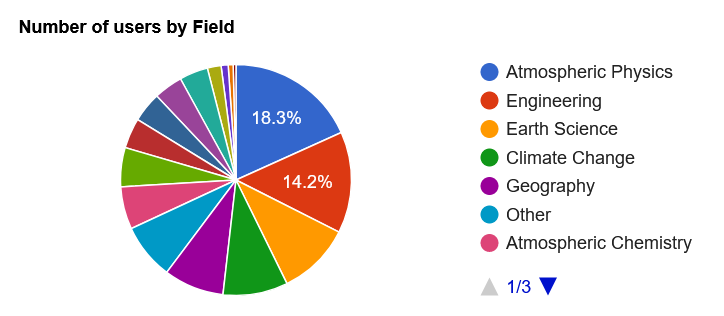 Number of users by Field
18.3%
14.2%
Atmospheric Physics
Engineering
Earth Science
Climate Change
Geography
Other
Atmospheric Chemistry
1/3